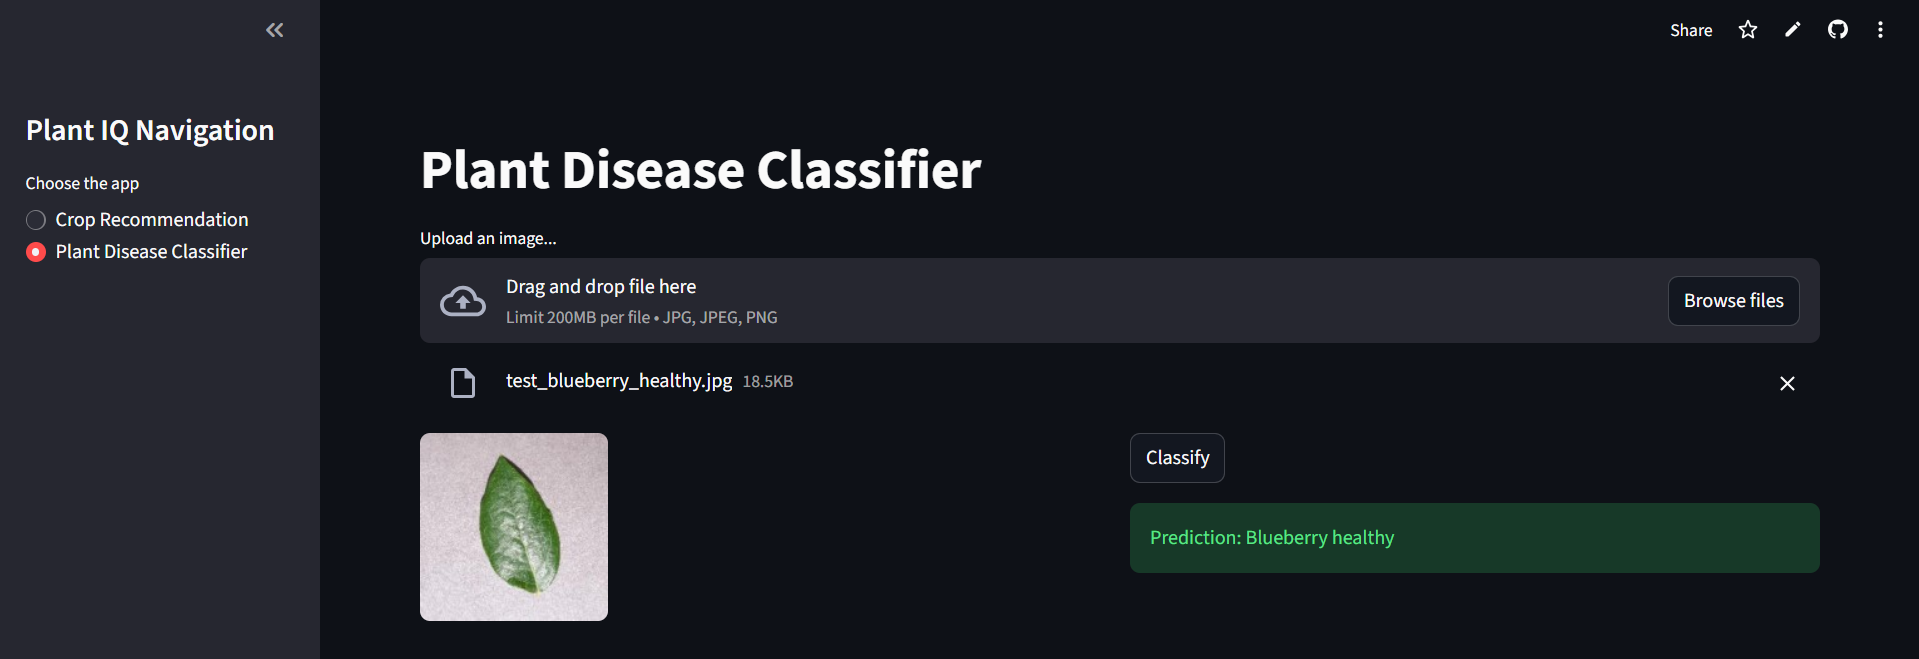 Share
Plant IQ Navigation
Choose the app
Crop Recommendation
Plant Disease Classifier
Plant Disease Classifier
Upload an image...
Drag and drop file here
Limit 200MB per file • JPG, JPEG, PNG
Browse files
test_blueberry_healthy.jpg 18.5KB
Classify
Prediction: Blueberry healthy